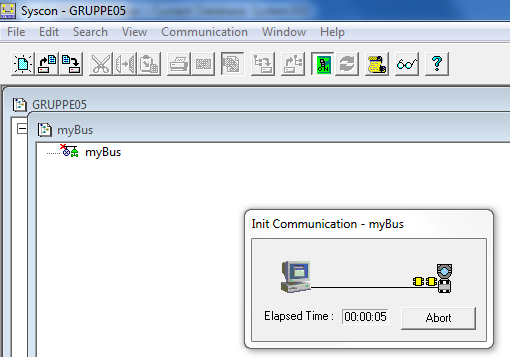 Syscon - GRUPPE05
File Edit Search View Communication Window Help
GRUPPE05
myBus
myBus
Init Communication - myBus
Elapsed Time : 00:00:05 Abort